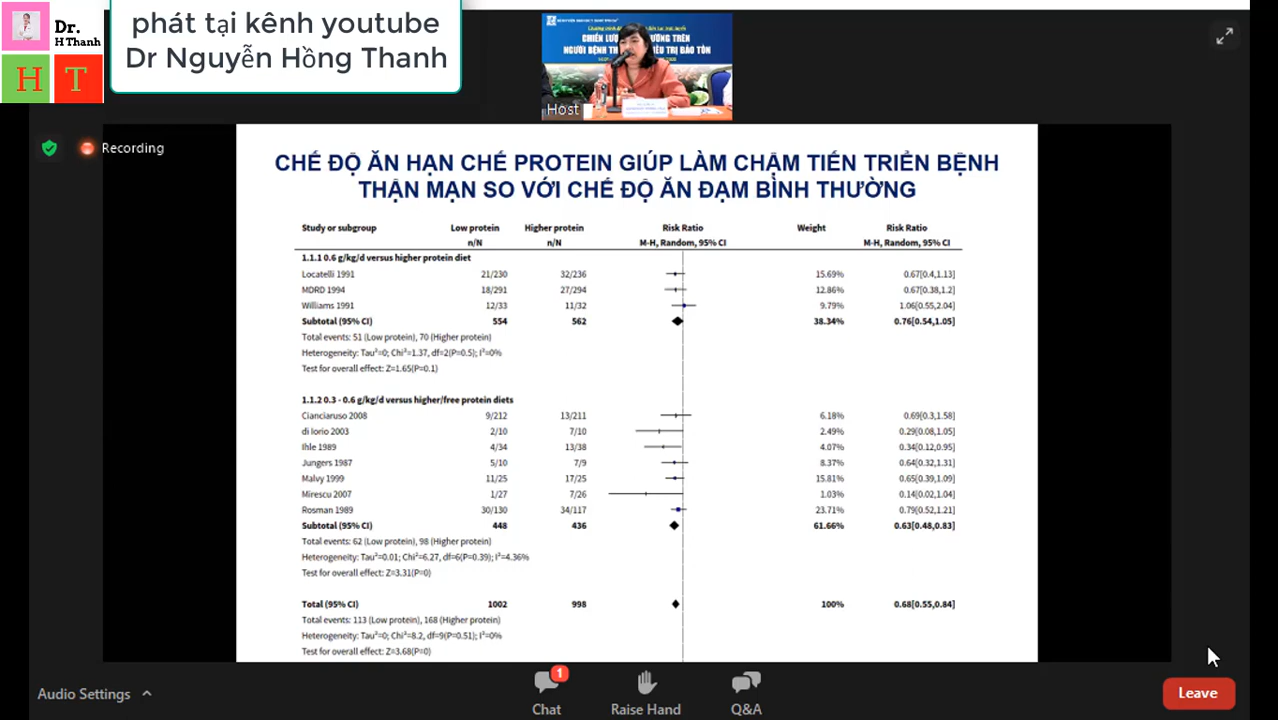 Dr.
H Thanh
H T
phát tại kênh youtube
Dr Nguyễn Hồng Thanh
CHIẾN LƯỢ
Host
Recording
CHẾ ĐỘ ĂN HẠN CHẾ PROTEIN GIÚP LÀM CHẬM TIẾN TRIỂN BỆNH
THẬN MẠN SO VỚI CHẾ ĐỘ ĂN ĐẠM BÌNH THƯỜNG
Study or subgroup Low protein Higher protein Risk Ratio Weight Risk Ratio
n/N n/N M-H, Random, 95% CI M-H, Random, 95% CI
1.1.1 0.6 g/kg/d versus higher protein diet
Locatelli 1991 21/230 32/236 15.69% 0.67[0.4,1.13]
MDRD 1994 18/291 27/294 12.86% 0.67[0.38,1.2]
Williams 1991 12/33 11/32 9.79% 1.06[0.55,2.04]
Subtotal (95% CI) 554 562 38.34% 0.76[0.54,1.05]
Total events: 51 (Low protein), 70 (Higher protein)
Heterogeneity: Tau²=0; Chi²=1.37, df=2(P=0.5); I²=0%
Test for overall effect: Z=1.65(P=0.1)
1.1.2 0.3 - 0.6 g/kg/d versus higher/free protein diets
Cianciaruso 2008 9/212 13/211 6.18% 0.69[0.3,1.58]
di Iorio 2003 2/10 7/10 2.49% 0.29[0.08,1.05]
Ihle 1989 4/34 13/38 4.07% 0.34[0.12,0.95]
Jungers 1987 5/10 7/9 8.37% 0.64[0.32,1.31]
Malvy 1999 11/25 17/25 15.81% 0.65[0.39,1.09]
Mirescu 2007 1/27 7/26 1.03% 0.14[0.02,1.04]
Rosman 1989 30/130 34/117 23.71% 0.79[0.52,1.21]
Subtotal (95% CI) 448 436 61.66% 0.63[0.48,0.83]
Total events: 62 (Low protein), 98 (Higher protein)
Heterogeneity: Tau²=0.01; Chi²=6.27, df=6(P=0.39); I²=4.36%
Test for overall effect: Z=3.31(P=0)
Total (95% CI) 1002 998 100% 0.68[0.55,0.84]
Total events: 113 (Low protein), 168 (Higher protein)
Heterogeneity: Tau²=0; Chi²=8.2, df=9(P=0.51); I²=0%
Test for overall effect: Z=3.68(P=0)
Audio Settings
1
Chat
Raise Hand
Q&A
Leave